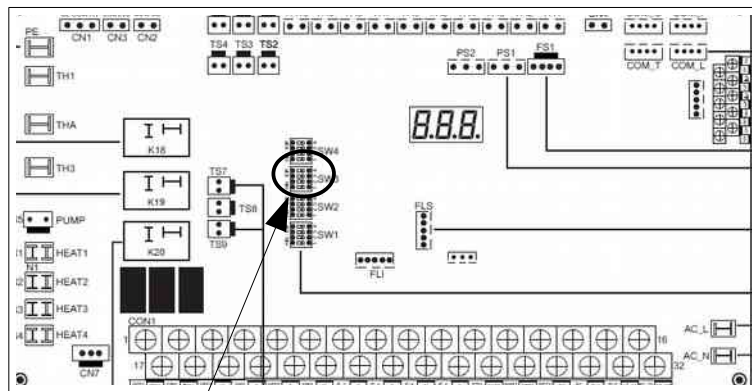 PE
CN1 CN3 CN2
TS4 TS3 TS2
PS2 PS1 FS1
COM_T COM_L
TH1
THA
TH3
K18
K19
K20
8.8.8.
SW4
SW3
SW2
SW1
TS7
TS8
TS9
PUMP
HEAT1
N1
HEAT2
HEAT3
HEAT4
CN7
FLS
FLI
CON1
1 16
17 32
AC_L
AC_N